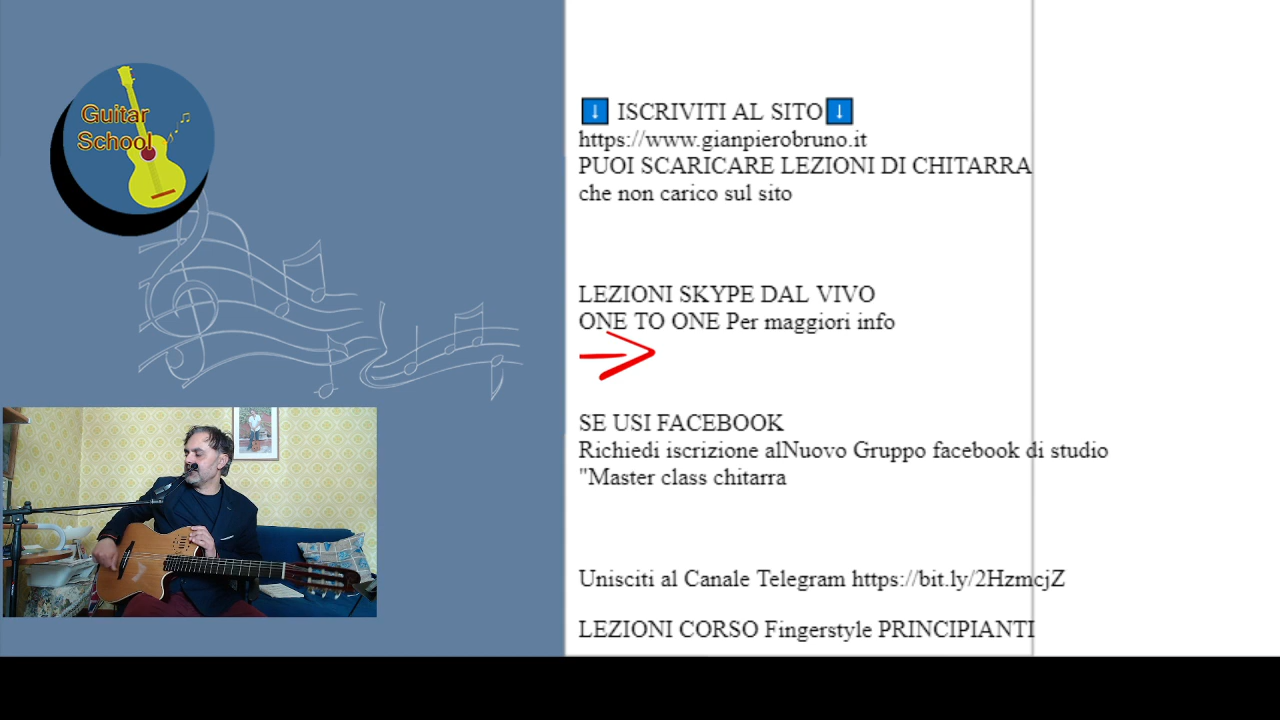 Guitar
School
⬇ ISCRIVITI AL SITO⬇
https://www.gianpierobruno.it
PUOI SCARICARE LEZIONI DI CHITARRA
che non carico sul sito
LEZIONI SKYPE DAL VIVO
ONE TO ONE Per maggiori info
SE USI FACEBOOK
Richiedi iscrizione alNuovo Gruppo facebook di studio
"Master class chitarra
Unisciti al Canale Telegram https://bit.ly/2HzmcjZ
LEZIONI CORSO Fingerstyle PRINCIPIANTI